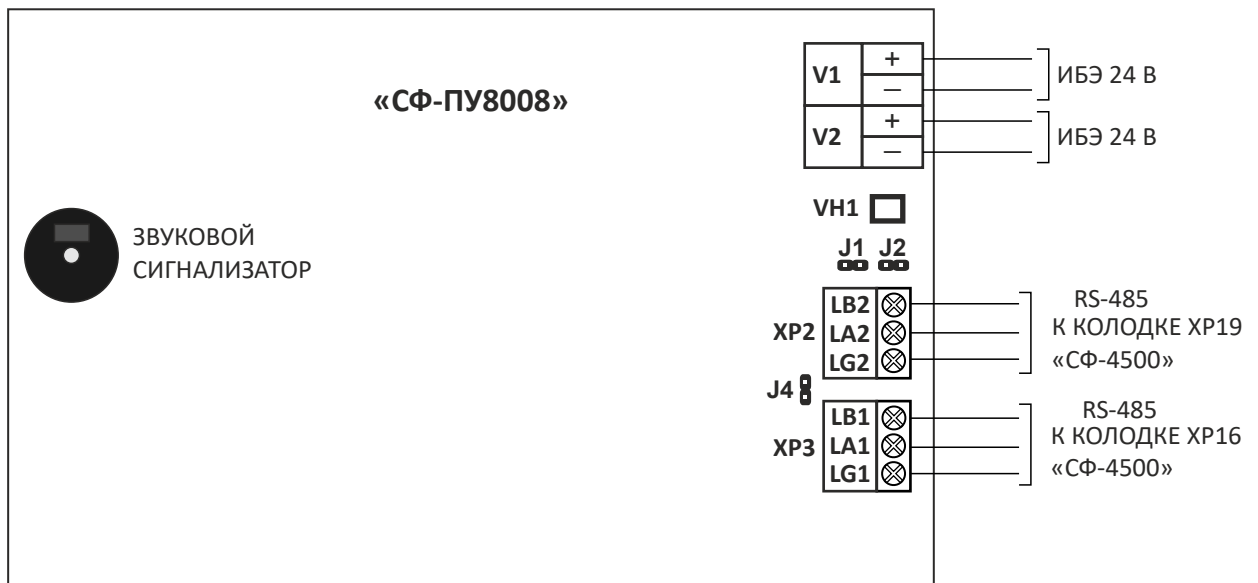 «СФ-ПУ8008»
V1
+
—
ИБЭ 24 В
V2
+
—
ИБЭ 24 В
ЗВУКОВОЙ
СИГНАЛИЗАТОР
VH1
J1 J2
XP2
LB2
LA2
LG2
RS-485
К КОЛОДКЕ XP19
«СФ-4500»
J4
XP3
LB1
LA1
LG1
RS-485
К КОЛОДКЕ XP16
«СФ-4500»